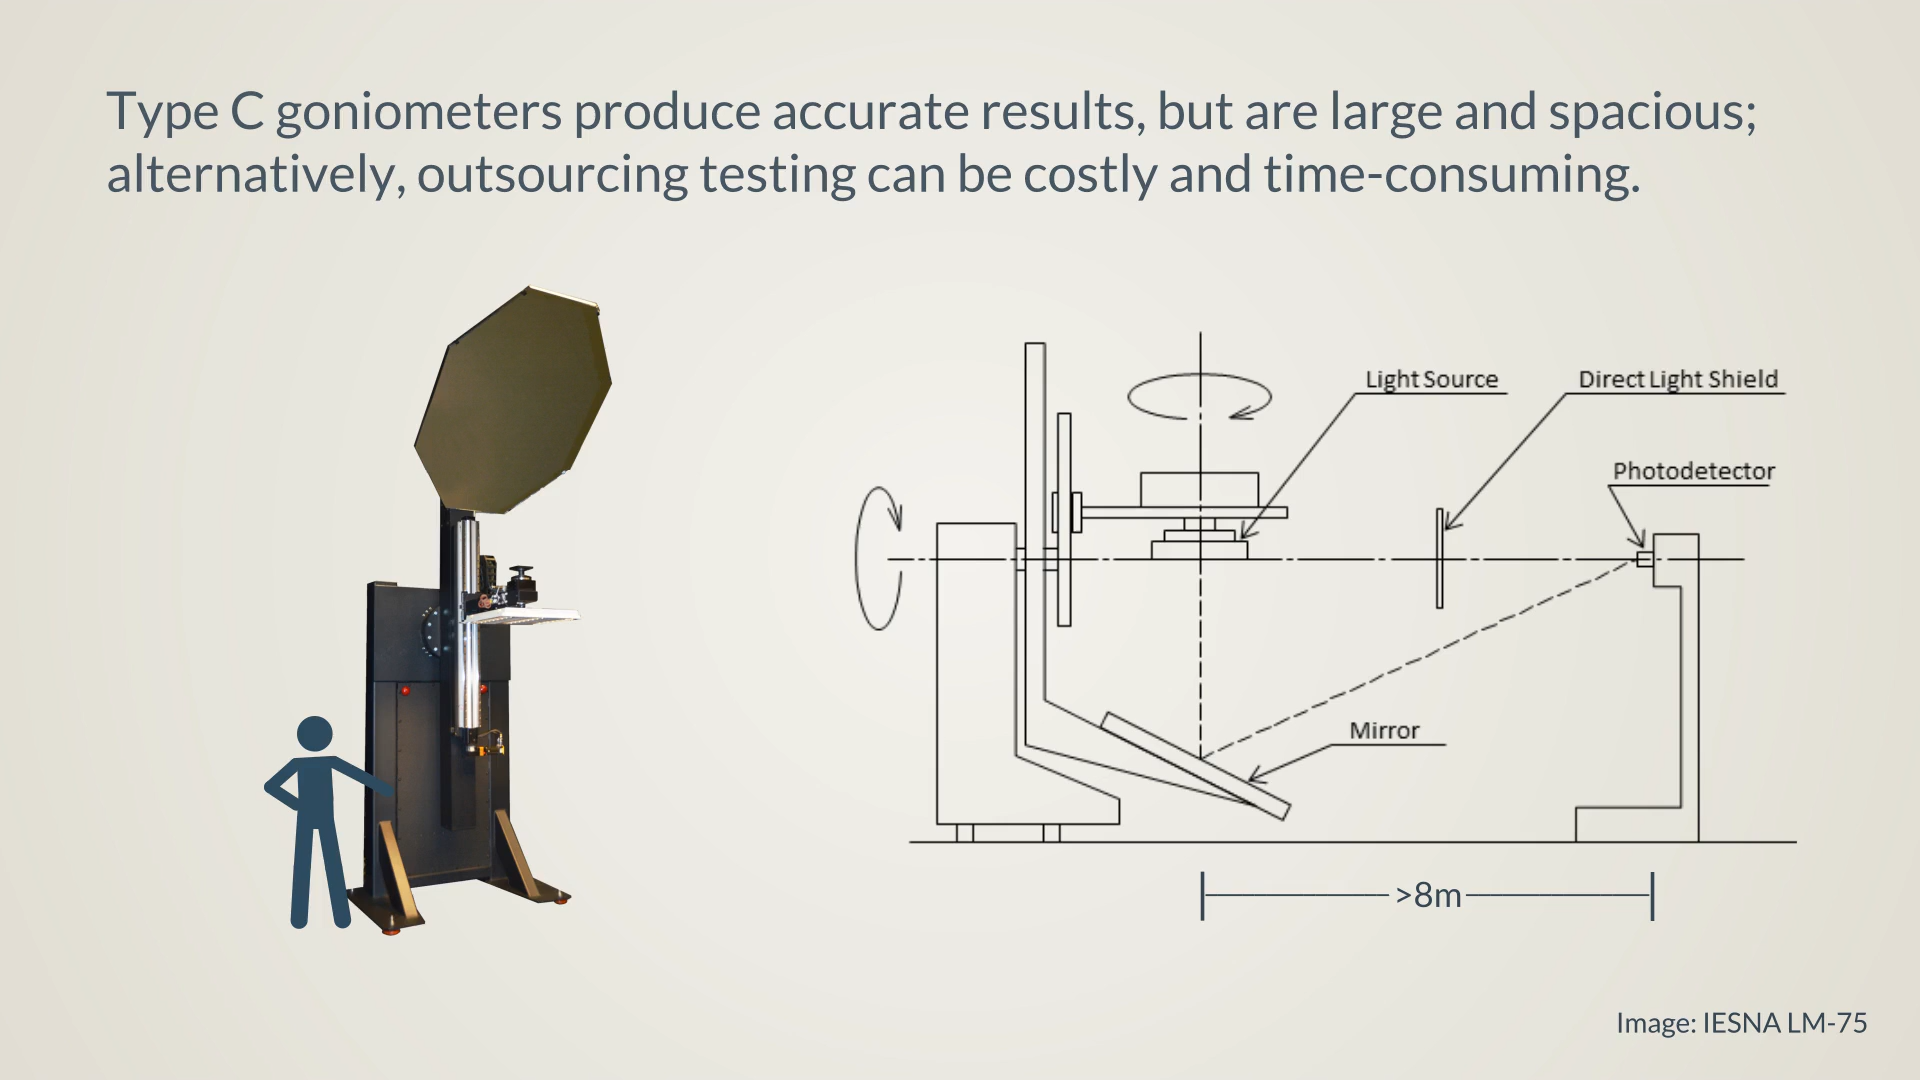 Type C goniometers produce accurate results, but are large and spacious;
alternatively, outsourcing testing can be costly and time-consuming.
Light Source
Direct Light Shield
Photodetector
Mirror
>8m
Image: IESNA LM-75